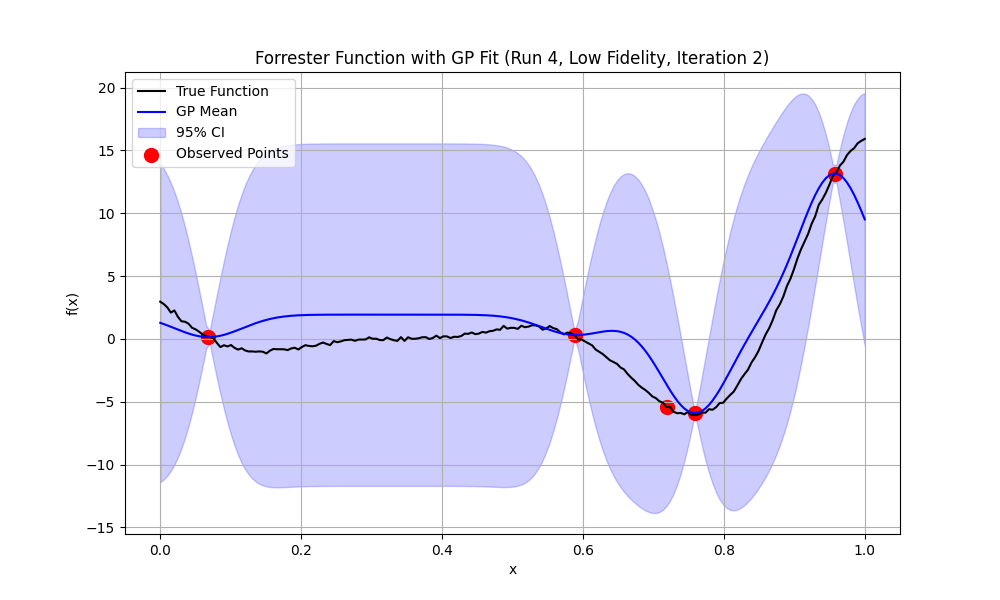 Forrester Function with GP Fit (Run 4, Low Fidelity, Iteration 2)
True Function
GP Mean
95% CI
Observed Points
20
15
10
5
0
−5
−10
−15
f(x)
0.0
0.2
0.4
0.6
0.8
1.0
x